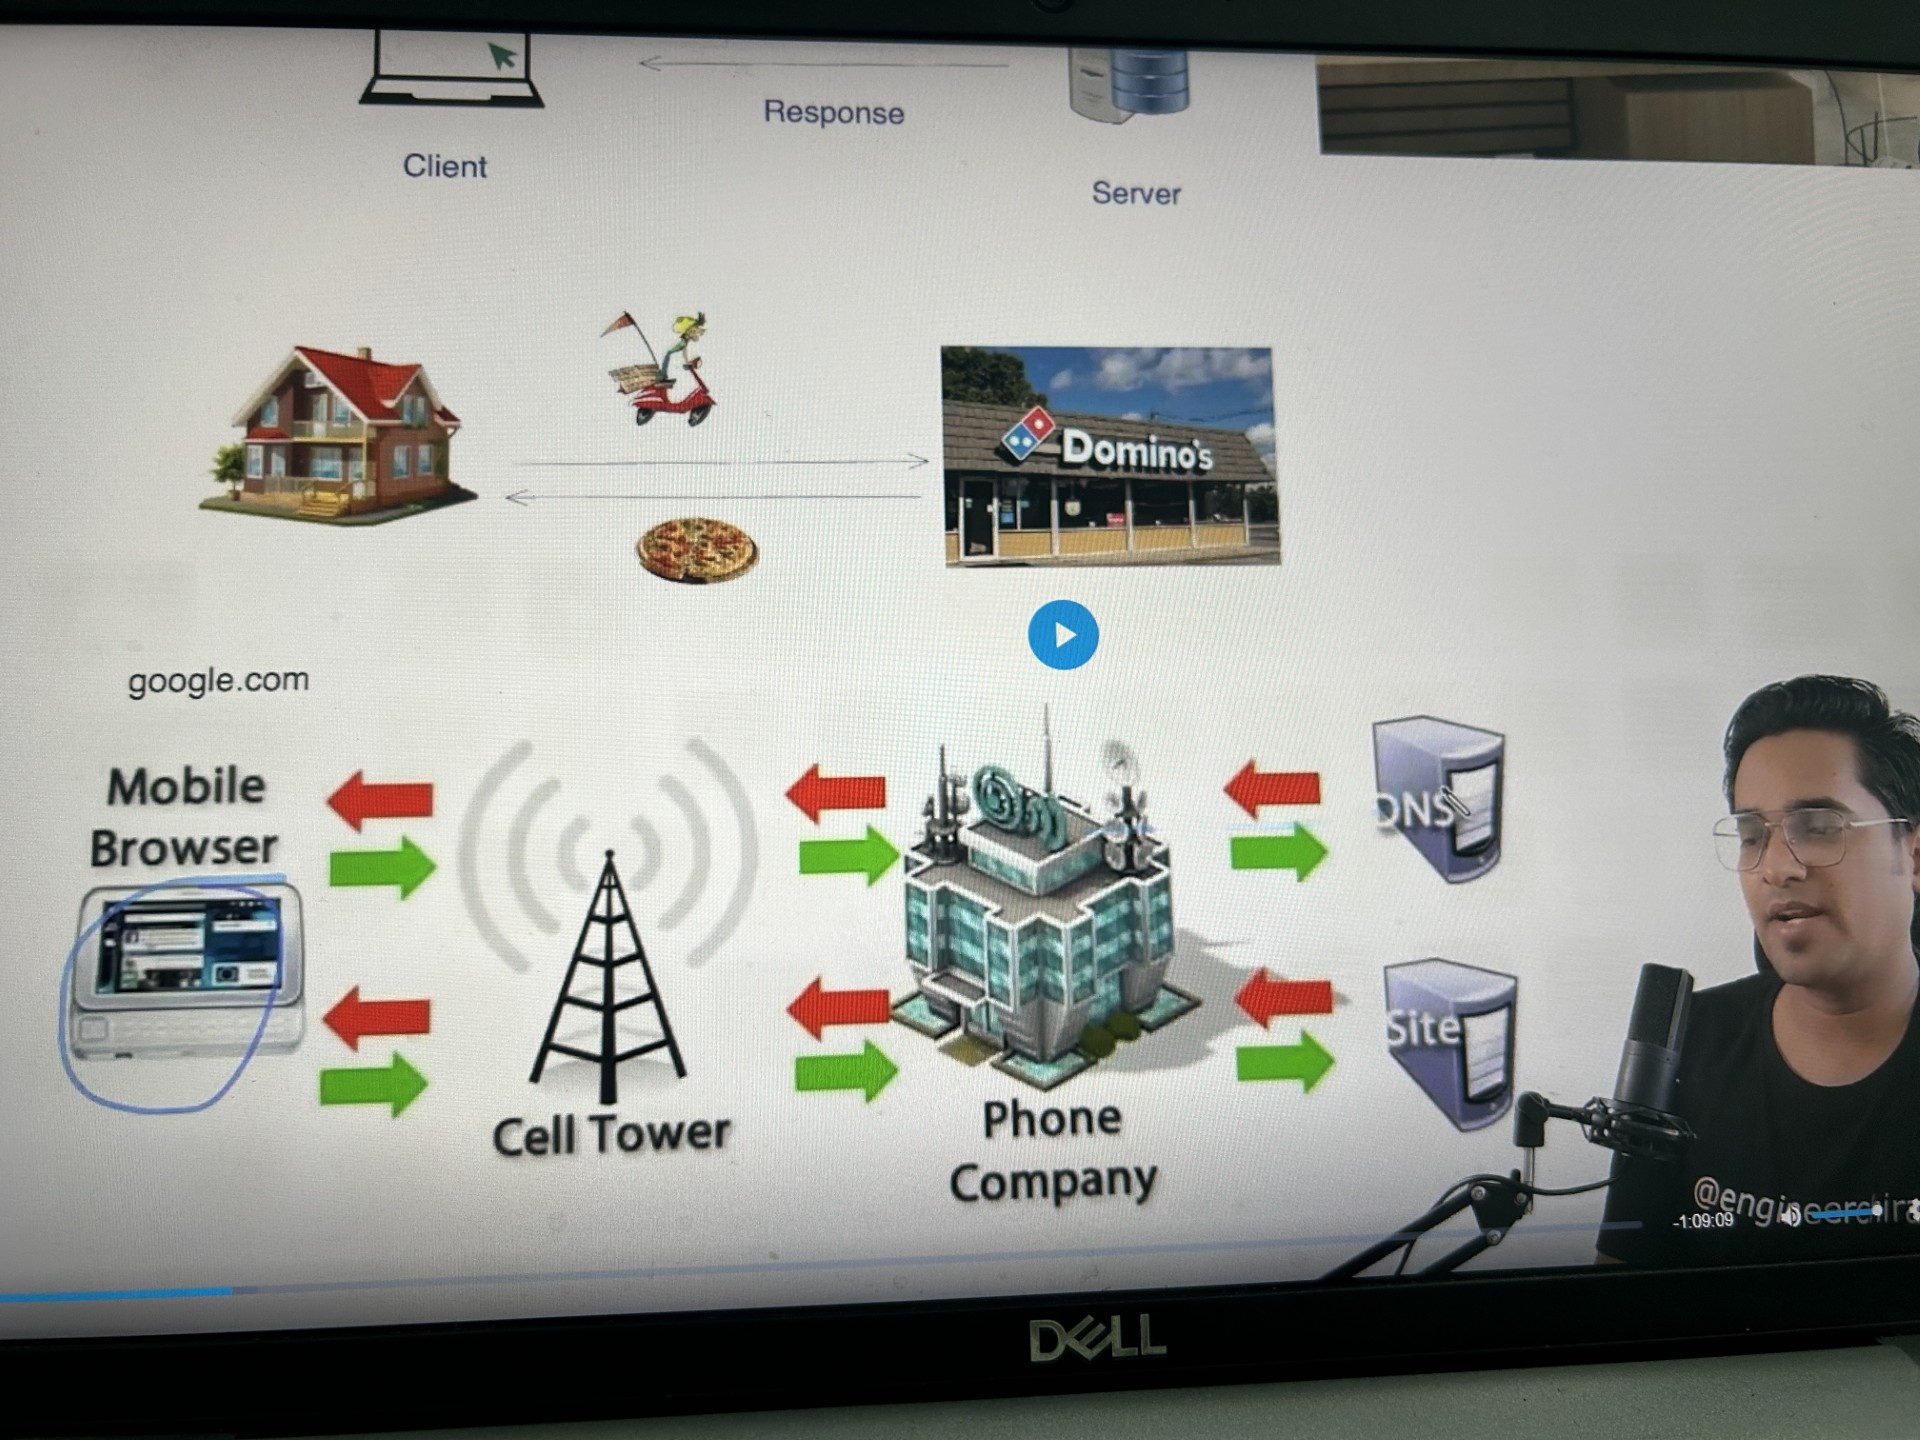 Response
Client
Server
Domino's
google.com
Mobile
Browser
DNS
Site
Cell Tower
Phone
Company
-1:09:09
DELL